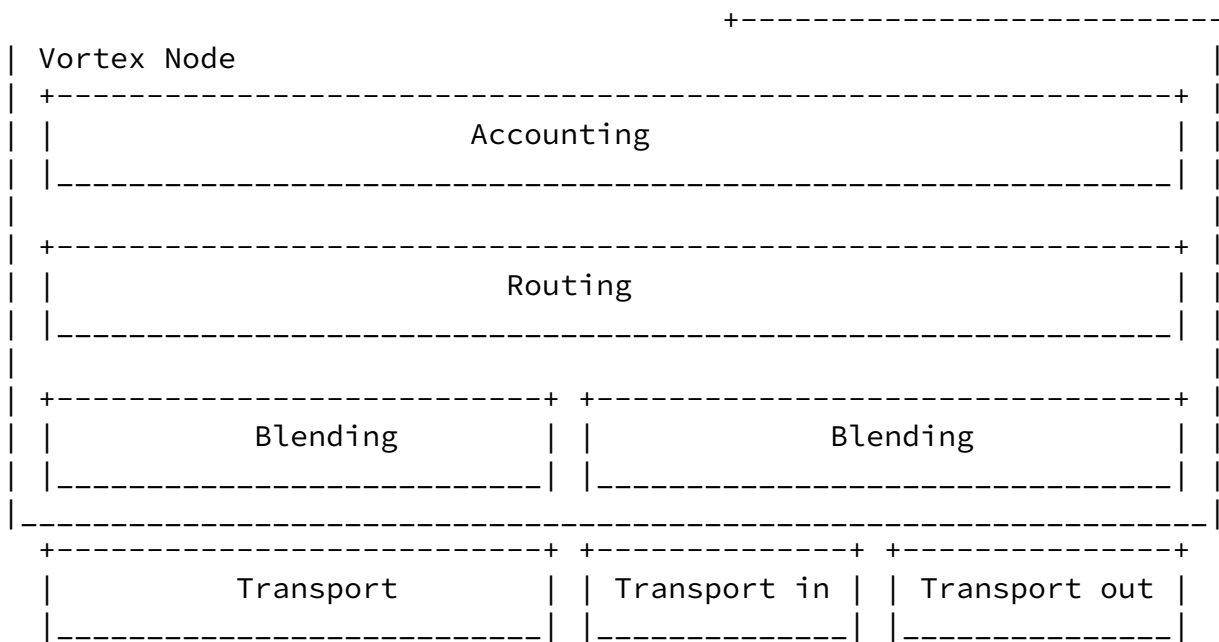 Vortex Node
Accounting
Routing
Blending Blending
Transport Transport in Transport out